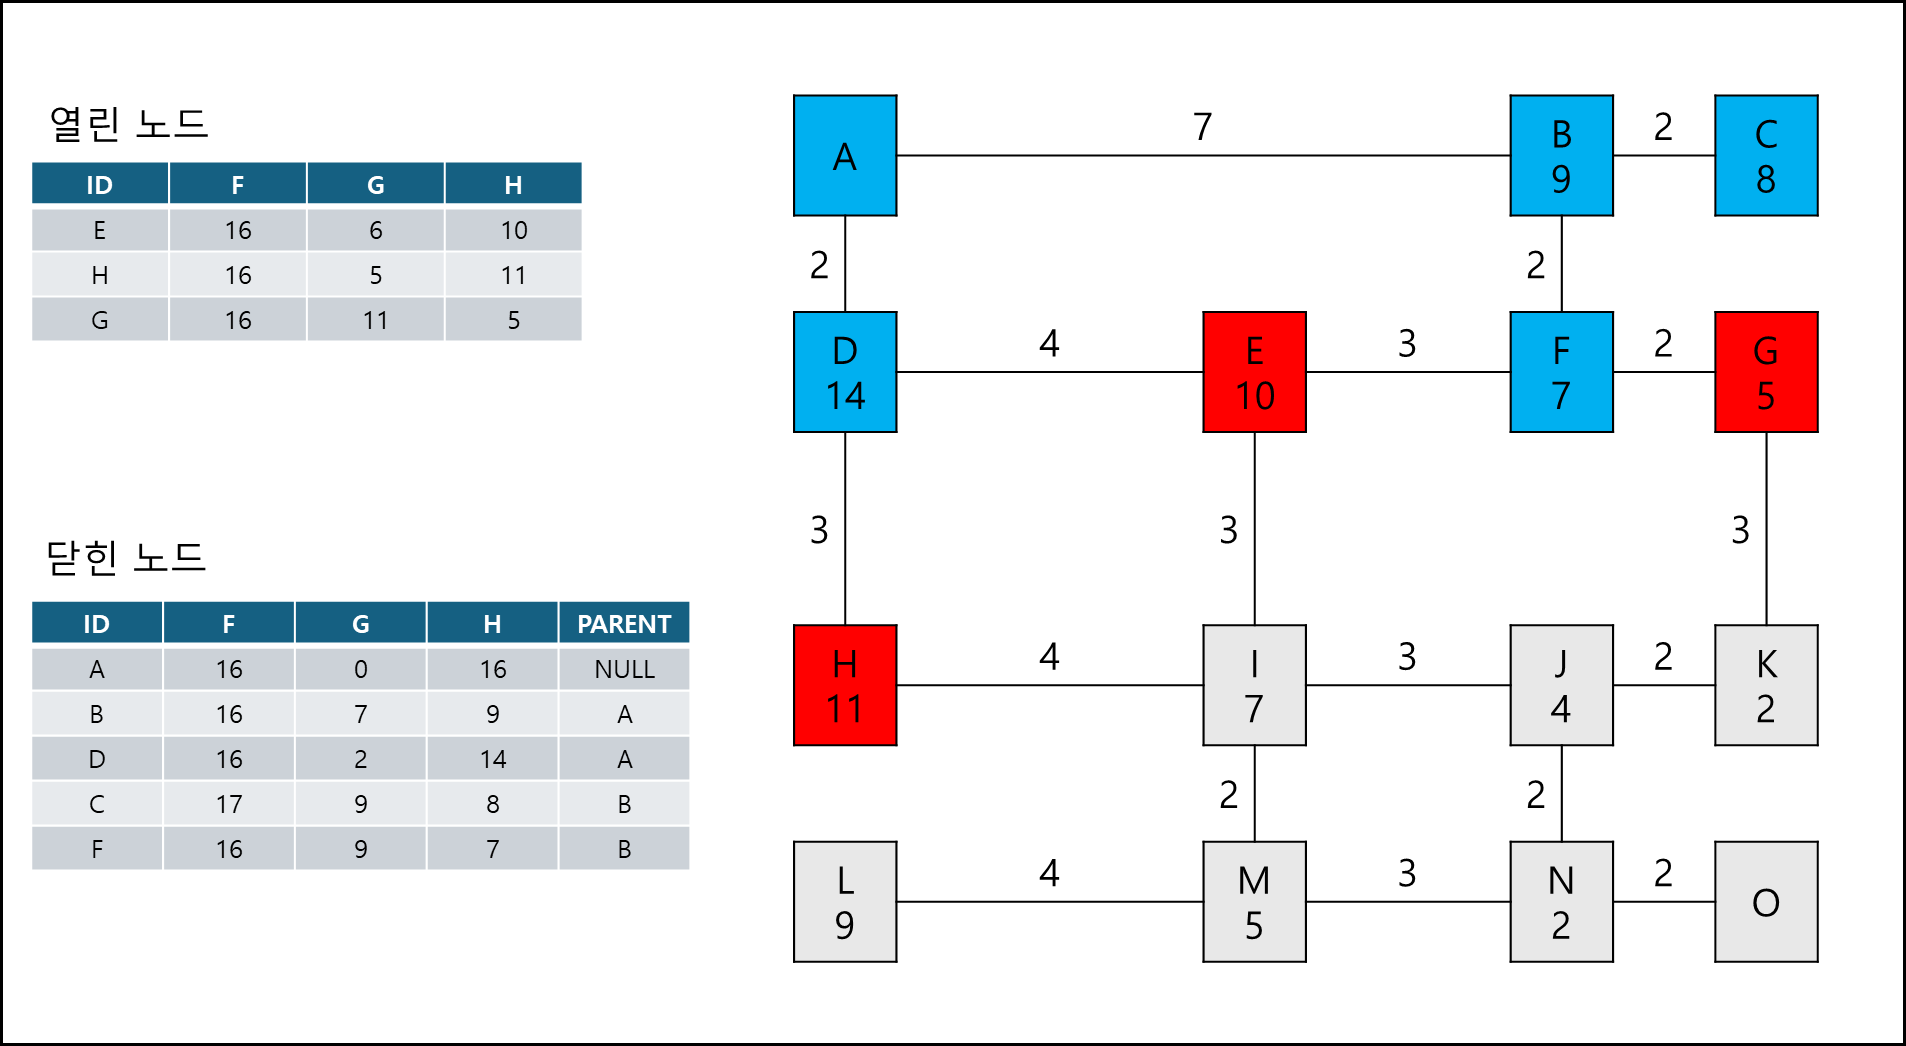 열린 노드
ID F G H
E 16 6 10
H 16 5 11
G 16 11 5
닫힌 노드
ID F G H PARENT
A 16 0 16 NULL
B 16 7 9 A
D 16 2 14 A
C 17 9 8 B
F 16 9 7 B
7 2
A B C
9 8
2 2
4 3 2
D E F G
14 10 7 5
3 3 3
4 3 2
H I J K
11 7 4 2
2 2
4 3 2
L M N O
9 5 2